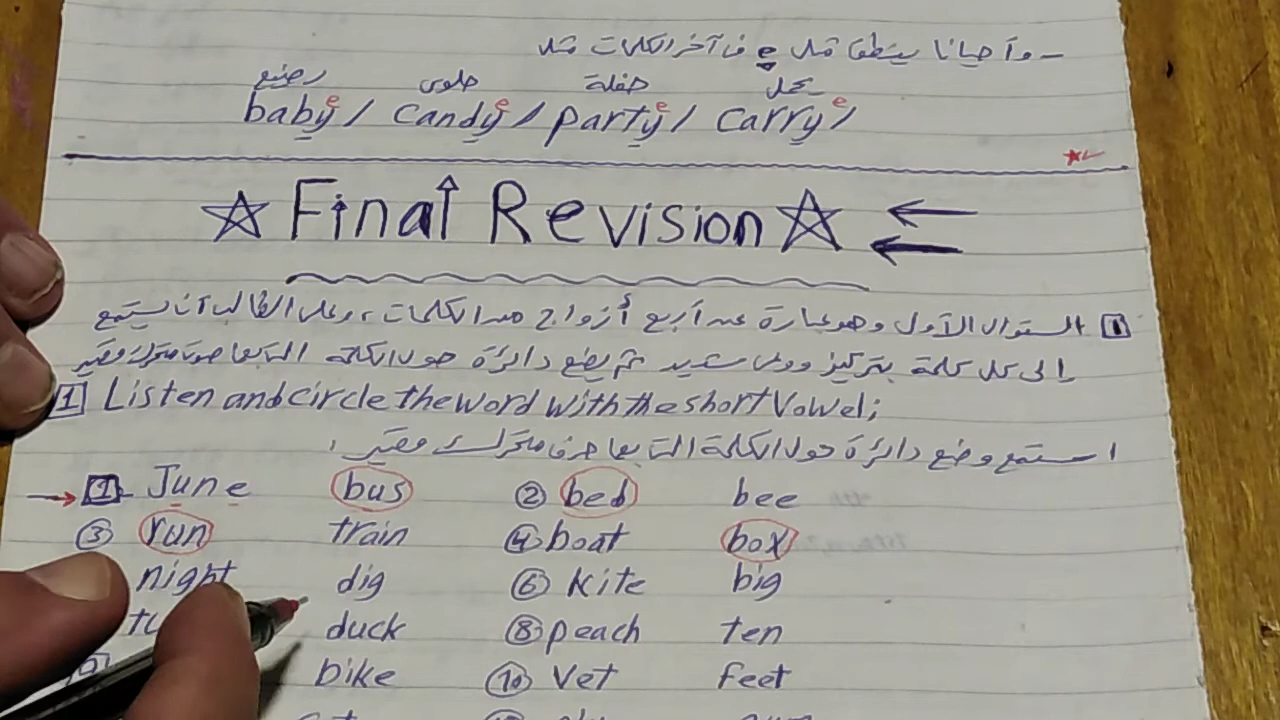 - وأحيانا ينطق مثل e في آخر الكلمات مثل
رضيع حلوى حفلة يحمل
e e e e
baby / candy / party / carry /
Final Revision
1 السؤال الأول وهو عبارة عن أربع أزواج من الكلمات، وعلى الطالب أن يستمع
إلى كل كلمة بتركيز ووعي شديد ثم يضع دائرة حول الكلمة التي بها صوت متحرك قصير
1 Listen and circle the word with the short vowel;
استمع وضع دائرة حول الكلمة التي بها حرف متحرك قصير:
1 June bus 2 bed bee
3 run train 4 boat box
night dig 6 kite big
duck 8 peach ten
bike 10 vet feet